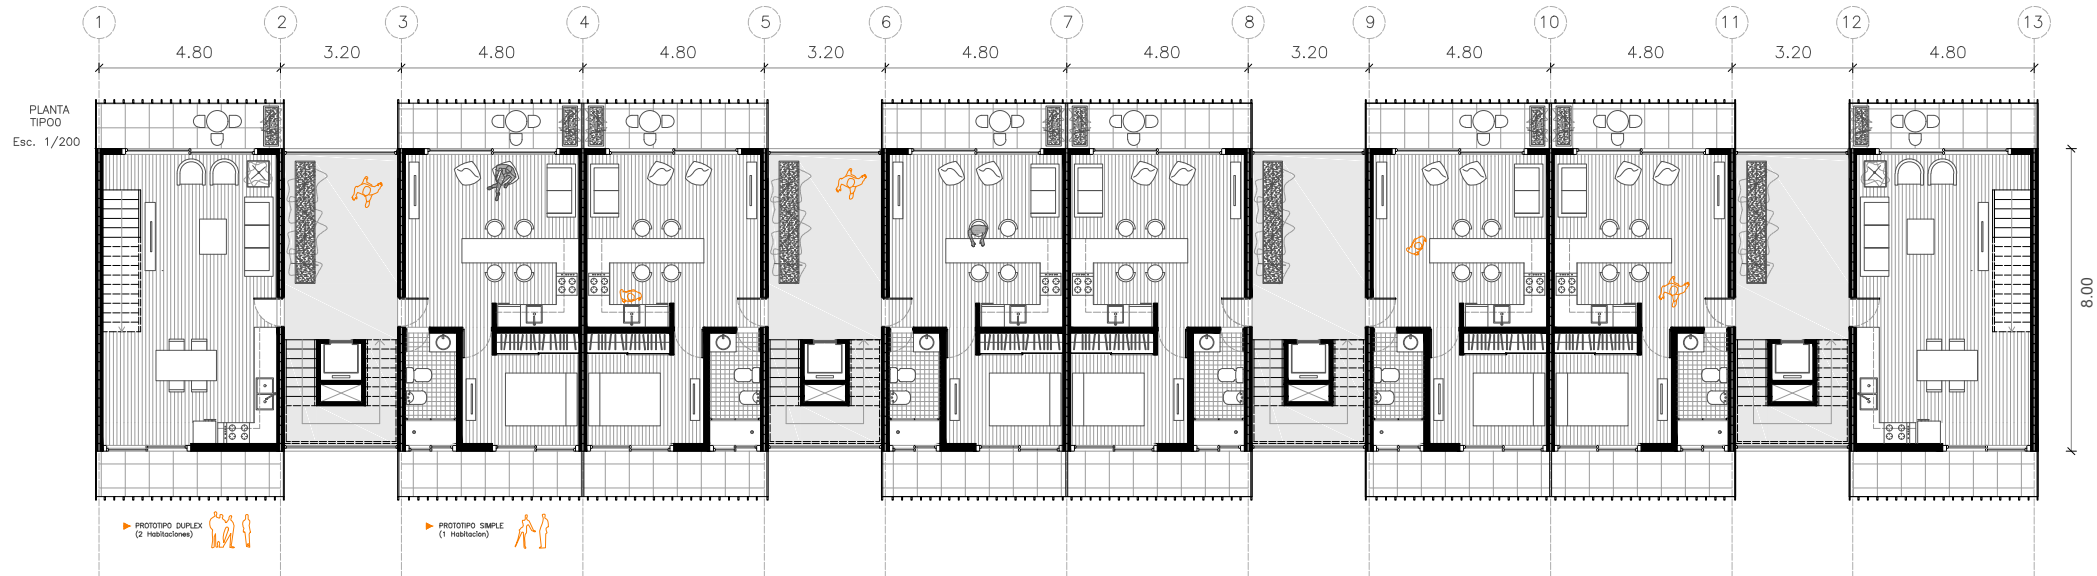 1 2 3 4 5 6 7 8 9 10 11 12 13
4.80 3.20 4.80 4.80 3.20 4.80 4.80 3.20 4.80 4.80 3.20 4.80
PLANTA
TIPO0
Esc. 1/200
8.00
PROTOTIPO DUPLEX
(2 Habitaciones)
PROTOTIPO SIMPLE
(1 Habitacion)